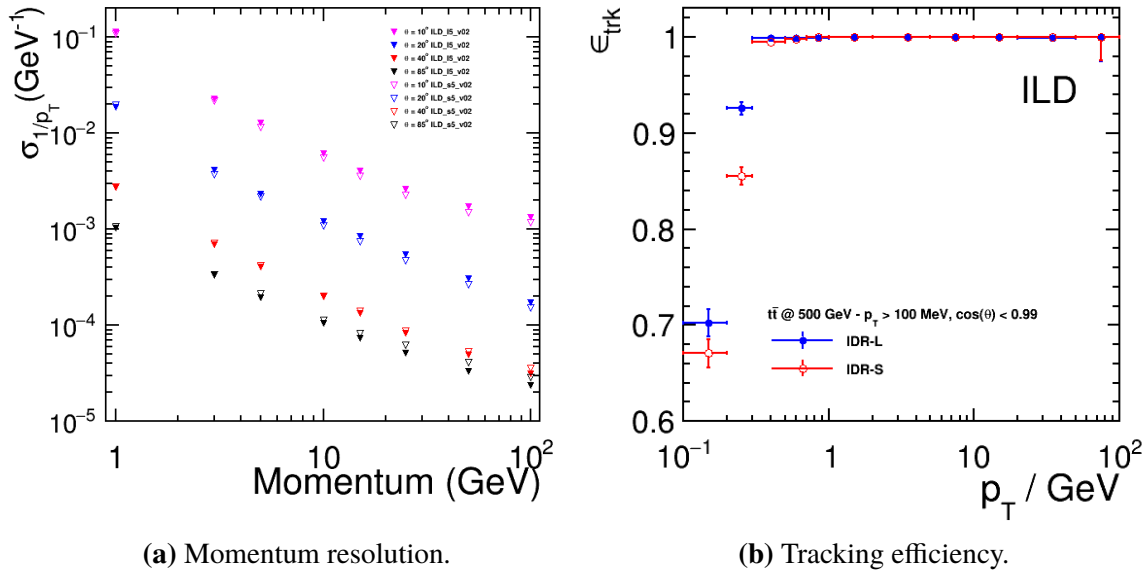 σ1/pT (GeV-1)
10-1
10-2
10-3
10-4
10-5
1
10
102
Momentum (GeV)
θ = 10° ILD_l5_v02
θ = 20° ILD_l5_v02
θ = 40° ILD_l5_v02
θ = 85° ILD_l5_v02
θ = 10° ILD_s5_v02
θ = 20° ILD_s5_v02
θ = 40° ILD_s5_v02
θ = 85° ILD_s5_v02
(a) Momentum resolution.
ϵtrk
1
0.9
0.8
0.7
0.6
ILD
tt̄ @ 500 GeV - pT > 100 MeV, cos(θ) < 0.99
IDR-L
IDR-S
10-1
1
10
102
pT / GeV
(b) Tracking efficiency.